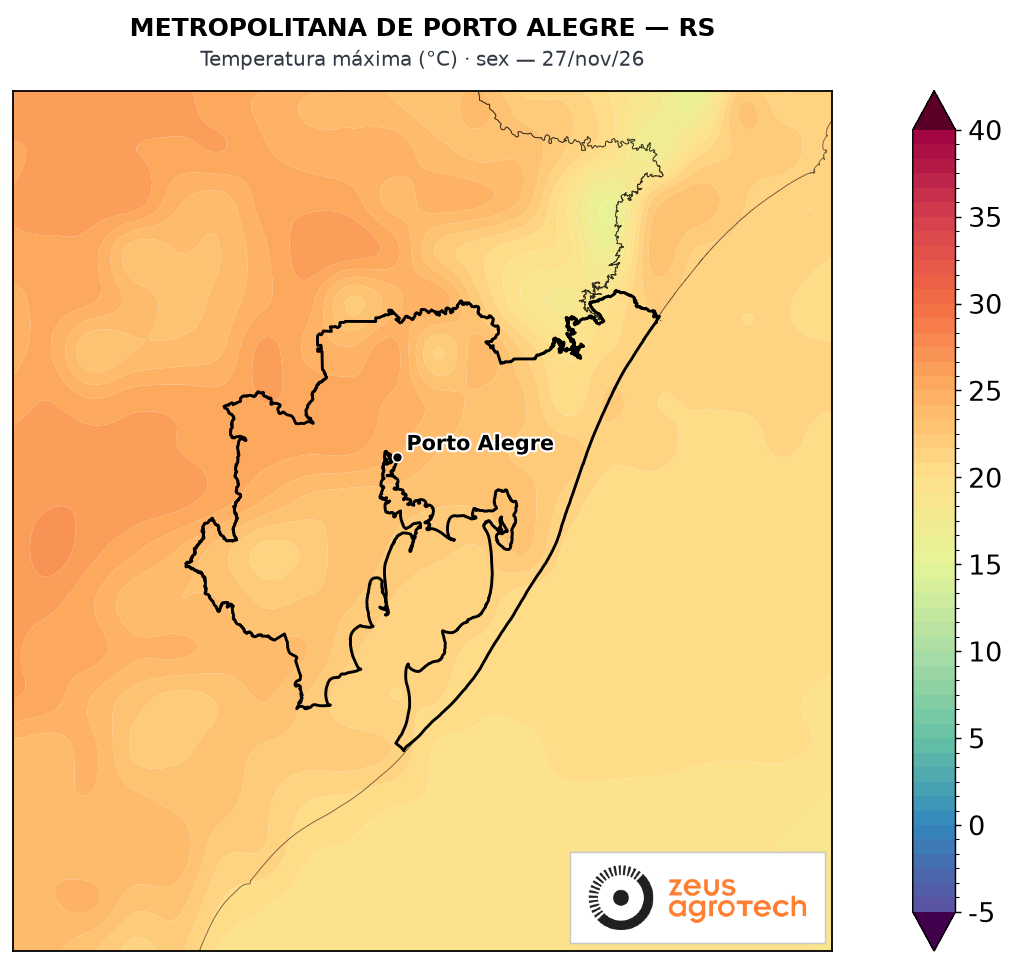 METROPOLITANA DE PORTO ALEGRE — RS
Temperatura máxima (°C) · sex — 27/nov/26
Porto Alegre
40
35
30
25
20
15
10
5
0
-5
zeus
agrotech